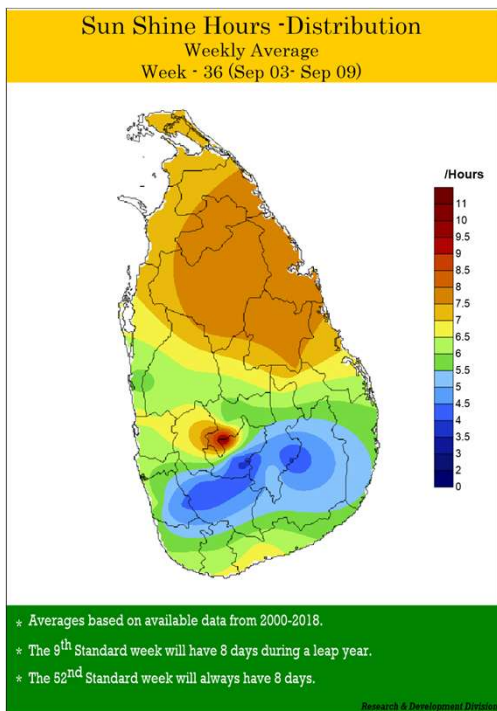 Sun Shine Hours -Distribution
Weekly Average
Week - 36 (Sep 03- Sep 09)
/Hours
11
10
9.5
9
8.5
8
7.5
7
6.5
6
5.5
5
4.5
4
3.5
3
2
0
* Averages based on available data from 2000-2018.
* The 9th Standard week will have 8 days during a leap year.
* The 52nd Standard week will always have 8 days.
Research & Development Division